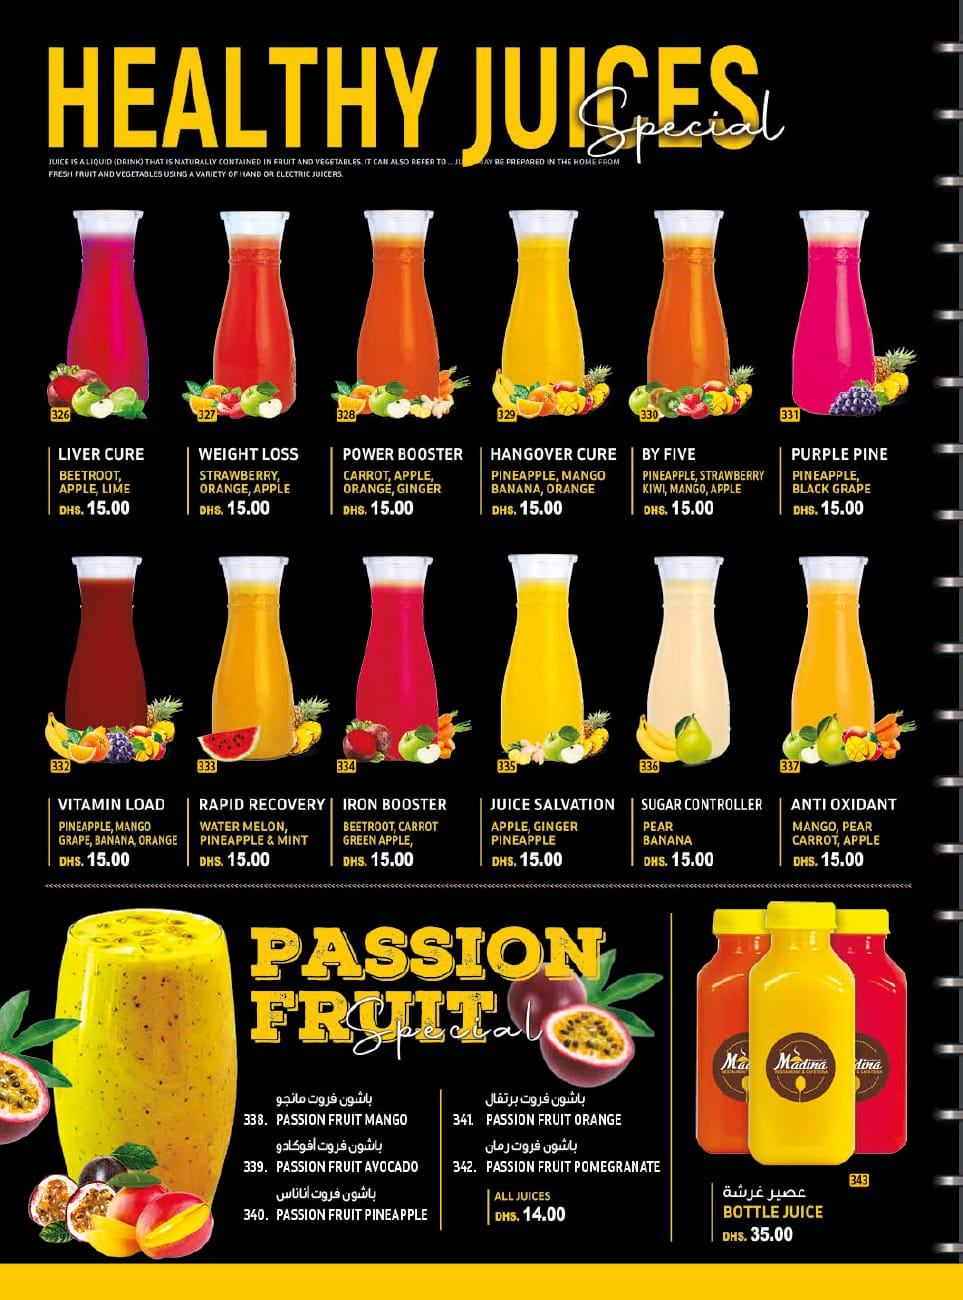 HEALTHY JUICES
Special
JUICE IS A LIQUID (DRINK) THAT IS NATURALLY CONTAINED IN FRUIT AND VEGETABLES. IT CAN ALSO REFER TO ... MAY BE PREPARED IN THE HOME FROM
FRESH FRUIT AND VEGETABLES USING A VARIETY OF HAND OR ELECTRIC JUICERS.
326
LIVER CURE
BEETROOT,
APPLE, LIME
DHS. 15.00
327
WEIGHT LOSS
STRAWBERRY,
ORANGE, APPLE
DHS. 15.00
328
POWER BOOSTER
CARROT, APPLE,
ORANGE, GINGER
DHS. 15.00
329
HANGOVER CURE
PINEAPPLE, MANGO
BANANA, ORANGE
DHS. 15.00
330
BY FIVE
PINEAPPLE, STRAWBERRY
KIWI, MANGO, APPLE
DHS. 15.00
331
PURPLE PINE
PINEAPPLE,
BLACK GRAPE
DHS. 15.00
332
VITAMIN LOAD
PINEAPPLE, MANGO
GRAPE, BANANA, ORANGE
DHS. 15.00
333
RAPID RECOVERY
WATER MELON,
PINEAPPLE & MINT
DHS. 15.00
334
IRON BOOSTER
BEETROOT, CARROT
GREEN APPLE,
DHS. 15.00
335
JUICE SALVATION
APPLE, GINGER
PINEAPPLE
DHS. 15.00
336
SUGAR CONTROLLER
PEAR
BANANA
DHS. 15.00
337
ANTI OXIDANT
MANGO, PEAR
CARROT, APPLE
DHS. 15.00
PASSION
FRUIT
Special
باشون فروت مانجو
338. PASSION FRUIT MANGO
باشون فروت أفوكادو
339. PASSION FRUIT AVOCADO
باشون فروت أناناس
340. PASSION FRUIT PINEAPPLE
باشون فروت برتقال
341. PASSION FRUIT ORANGE
باشون فروت رمان
342. PASSION FRUIT POMEGRANATE
ALL JUICES
DHS. 14.00
Madina
RESTAURANT & CAFETERIA
343
عصير غرشة
BOTTLE JUICE
DHS. 35.00